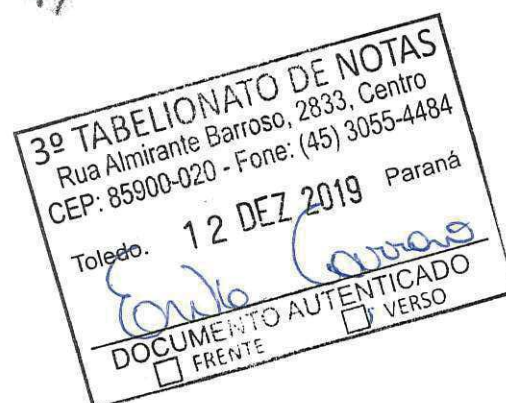 3º TABELIONATO DE NOTAS
Rua Almirante Barroso, 2833, Centro
CEP: 85900-020 - Fone: (45) 3055-4484
Toledo. 12 DEZ 2019 Paraná
DOCUMENTO AUTENTICADO
FRENTE VERSO